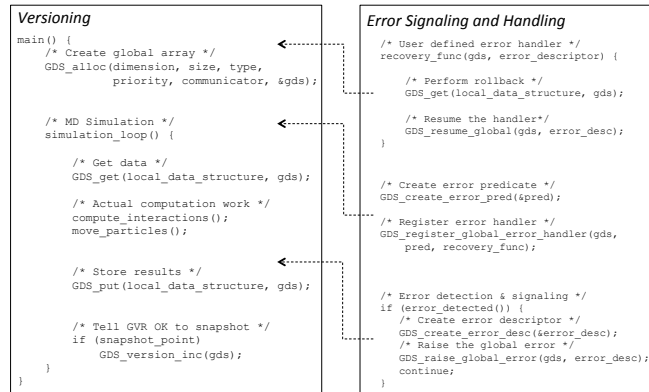 Versioning
main() {
/* Create global array */
GDS_alloc(dimension, size, type,
priority, communicator, &gds);
/* MD Simulation */
simulation_loop() {
/* Get data */
GDS_get(local_data_structure, gds);
/* Actual computation work */
compute_interactions();
move_particles();
/* Store results */
GDS_put(local_data_structure, gds);
/* Tell GVR OK to snapshot */
if (snapshot_point)
GDS_version_inc(gds);
}
}
Error Signaling and Handling
/* User defined error handler */
recovery_func(gds, error_descriptor) {
/* Perform rollback */
GDS_get(local_data_structure, gds);
/* Resume the handler*/
GDS_resume_global(gds, error_desc);
}
/* Create error predicate */
GDS_create_error_pred(&pred);
/* Register error handler */
GDS_register_global_error_handler(gds,
pred, recovery_func);
/* Error detection & signaling */
if (error_detected()) {
/* Create error descriptor */
GDS_create_error_desc(&error_desc);
/* Raise the global error */
GDS_raise_global_error(gds, error_desc);
continue;
}